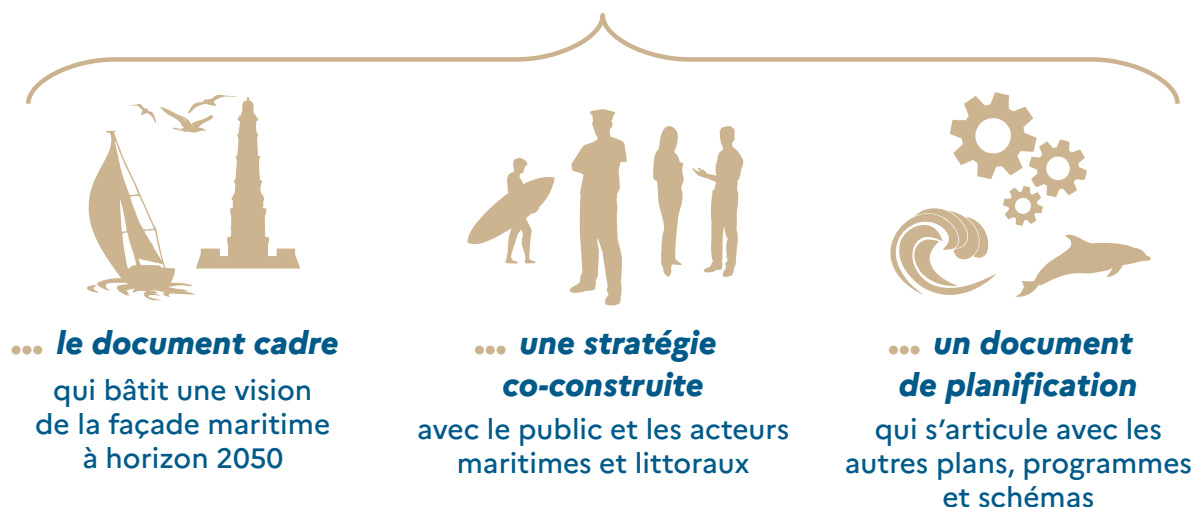 ... le document cadre
qui bâtit une vision
de la façade maritime
à horizon 2050
... une stratégie
co-construite
avec le public et les acteurs
maritimes et littoraux
... un document
de planification
qui s'articule avec les
autres plans, programmes
et schémas